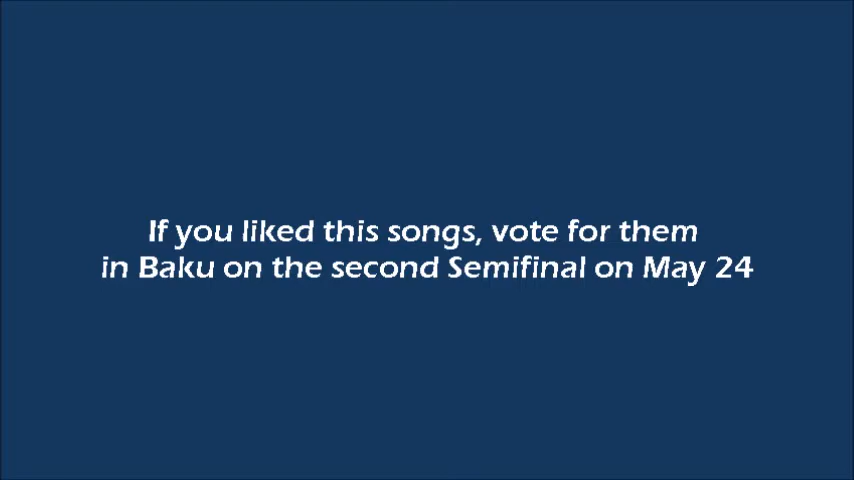 If you liked this songs, vote for them
in Baku on the second Semifinal on May 24